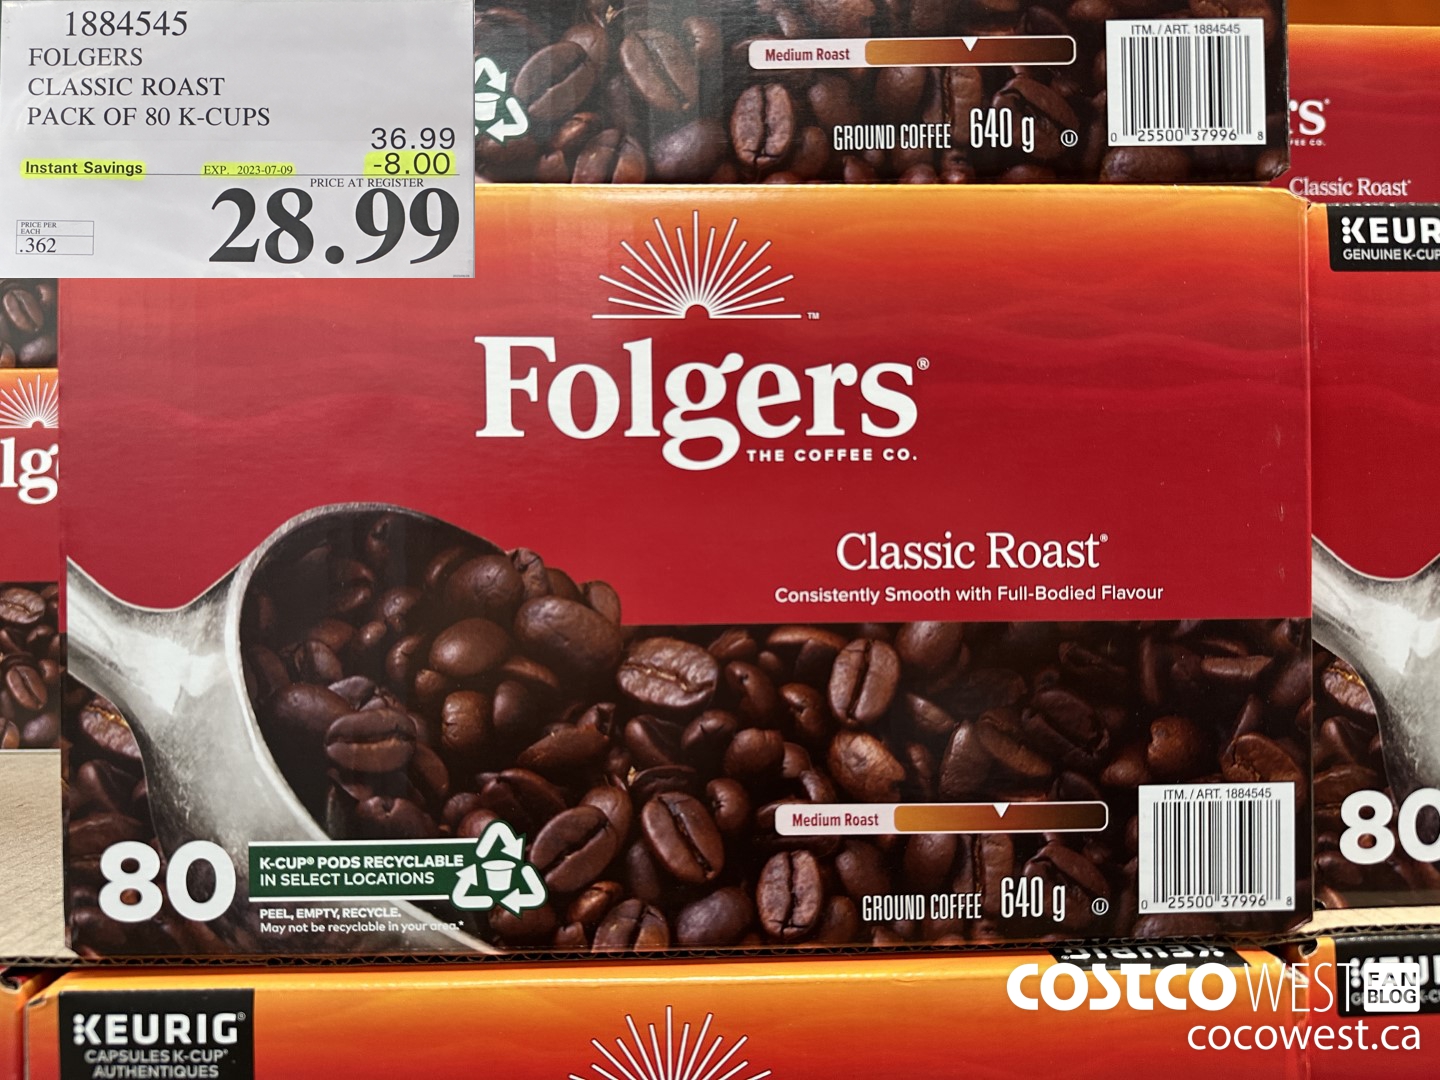 1884545
FOLGERS
CLASSIC ROAST
PACK OF 80 K-CUPS
36.99
Instant Savings EXP. 2023-07-09 -8.00
PRICE AT REGISTER
28.99
PRICE PER
EACH
.362
Medium Roast
ITM. / ART. 1884545
GROUND COFFEE 640 g U
0 25500 37996 8
rs®
Classic Roast®
KEUR
GENUINE K-CUP
lg
™
Folgers®
THE COFFEE CO.
Classic Roast®
Consistently Smooth with Full-Bodied Flavour
80
K-CUP® PODS RECYCLABLE
IN SELECT LOCATIONS
PEEL, EMPTY, RECYCLE.
May not be recyclable in your area.*
Medium Roast
GROUND COFFEE 640 g U
ITM. / ART. 1884545
0 25500 37996 8
80
KEURIG®
CAPSULES K-CUP®
AUTHENTIQUES
KEURIG
COSTCO WEST FAN BLOG
cocowest.ca